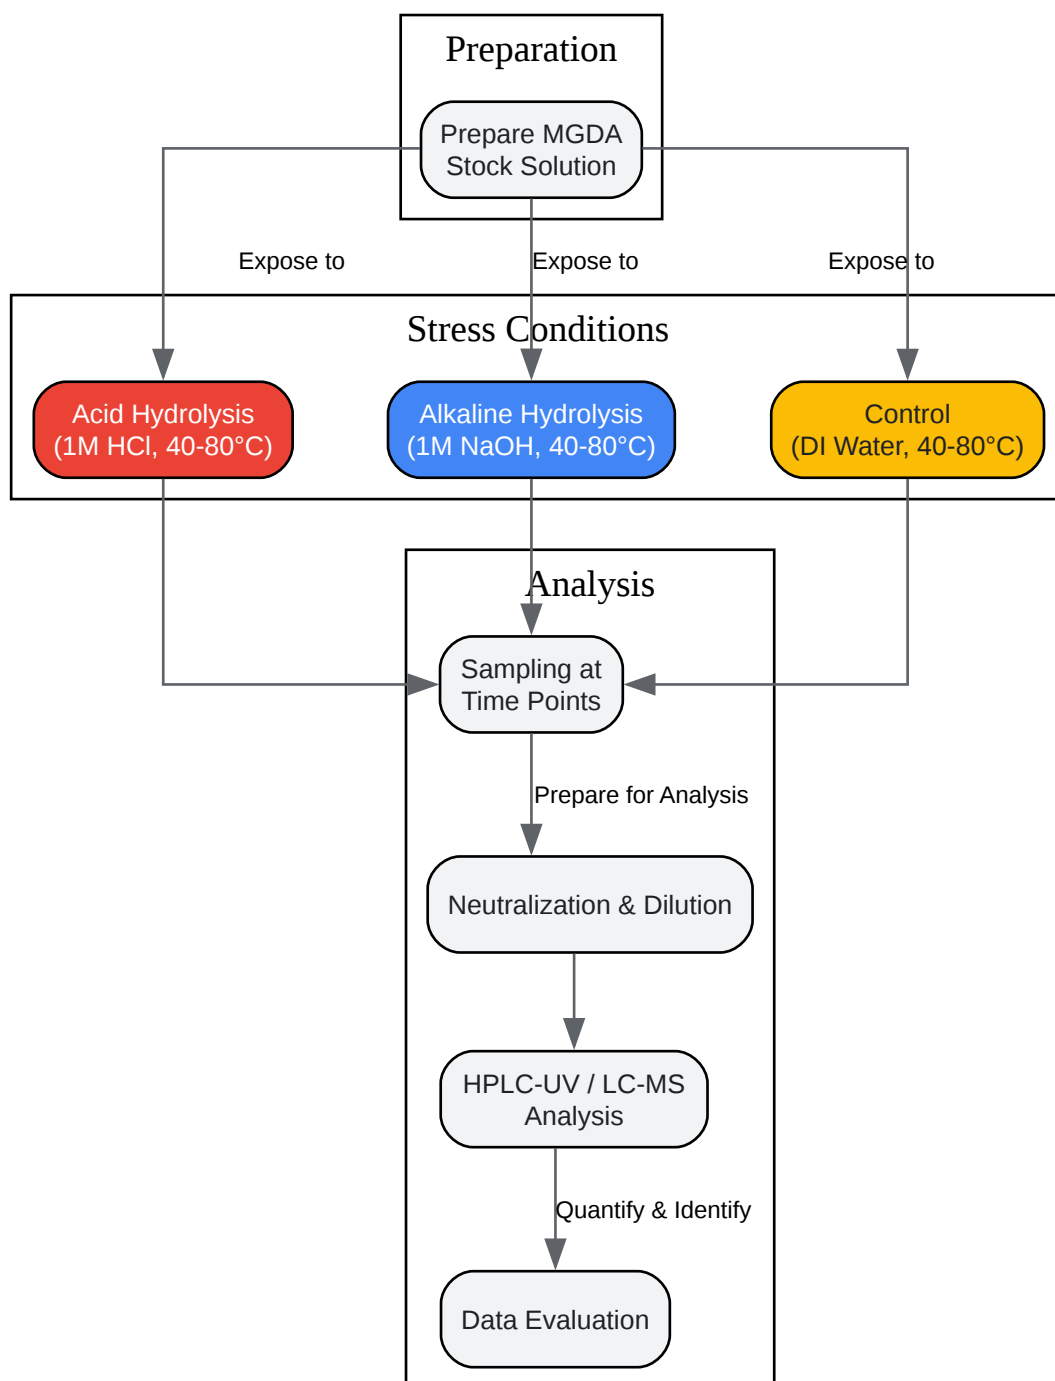 Preparation
Prepare MGDA
Stock Solution
Expose to
Expose to
Expose to
Stress Conditions
Acid Hydrolysis
(1M HCl, 40-80°C)
Alkaline Hydrolysis
(1M NaOH, 40-80°C)
Control
(DI Water, 40-80°C)
Analysis
Sampling at
Time Points
Prepare for Analysis
Neutralization & Dilution
HPLC-UV / LC-MS
Analysis
Quantify & Identify
Data Evaluation